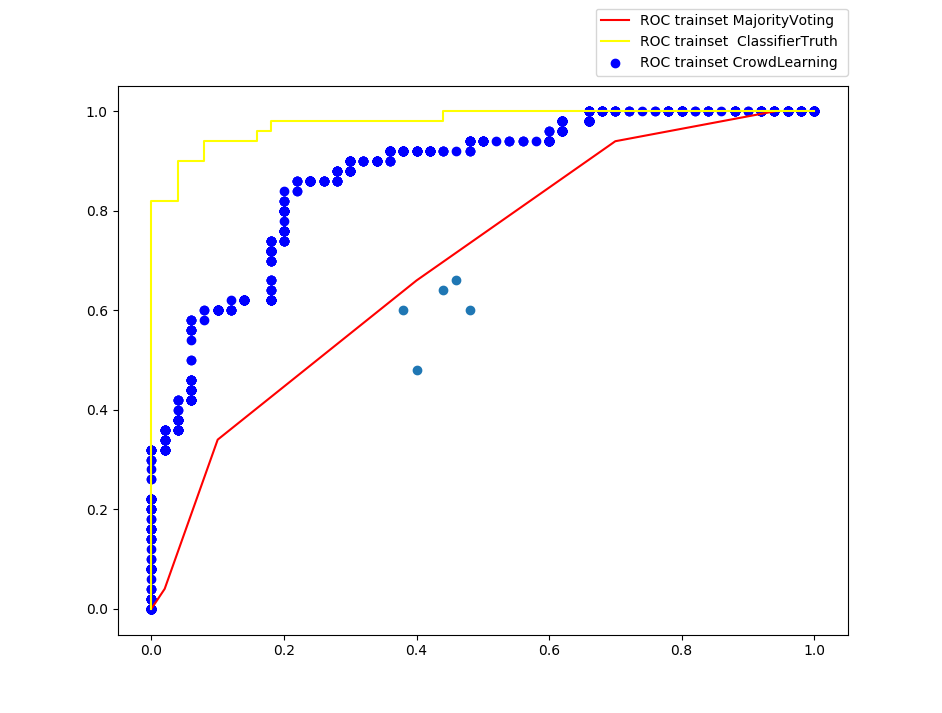 ROC trainset MajorityVoting
ROC trainset  ClassifierTruth
ROC trainset CrowdLearning
1.0
0.8
0.6
0.4
0.2
0.0
0.0 0.2 0.4 0.6 0.8 1.0